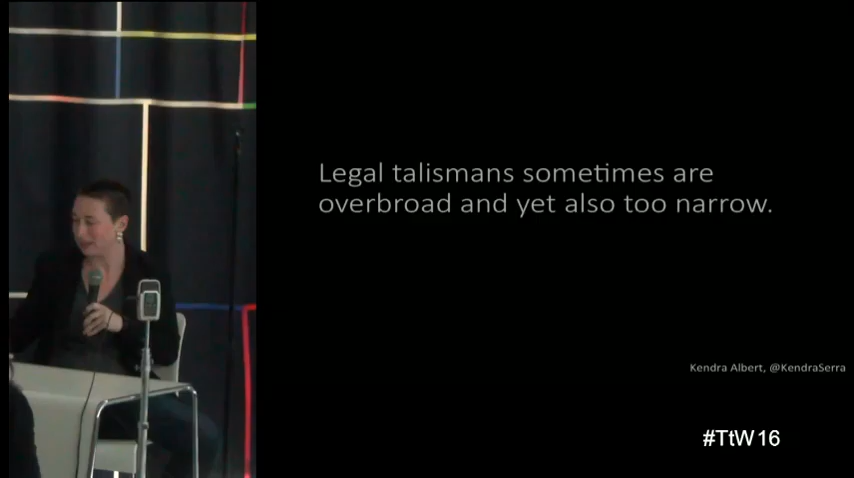 Legal talismans sometimes are
overbroad and yet also too narrow.
Kendra Albert, @KendraSerra
#TtW16